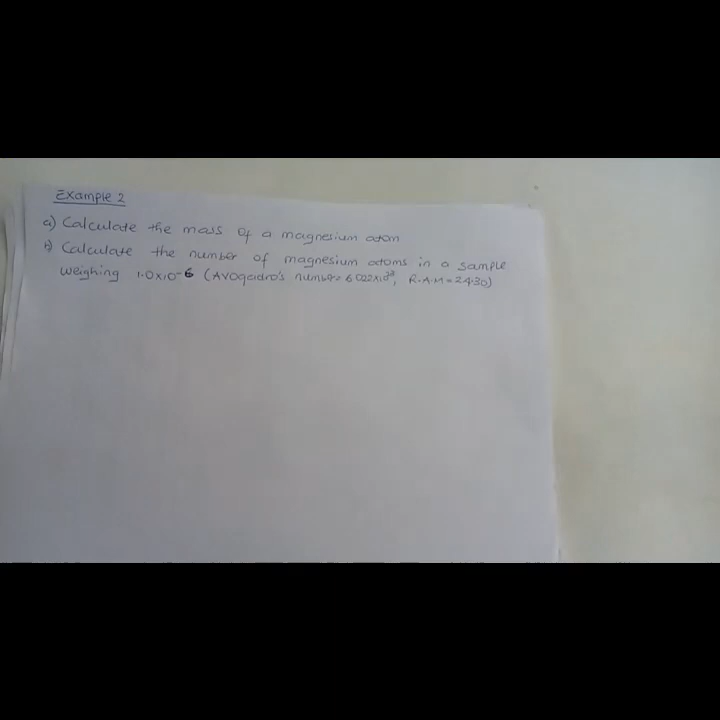 Example 2
a) Calculate the mass of a magnesium atom
b) Calculate the number of magnesium atoms in a sample
weighing 1.0x10-6 (Avogadro's number= 6.022x10²³, R.A.M=24.30)